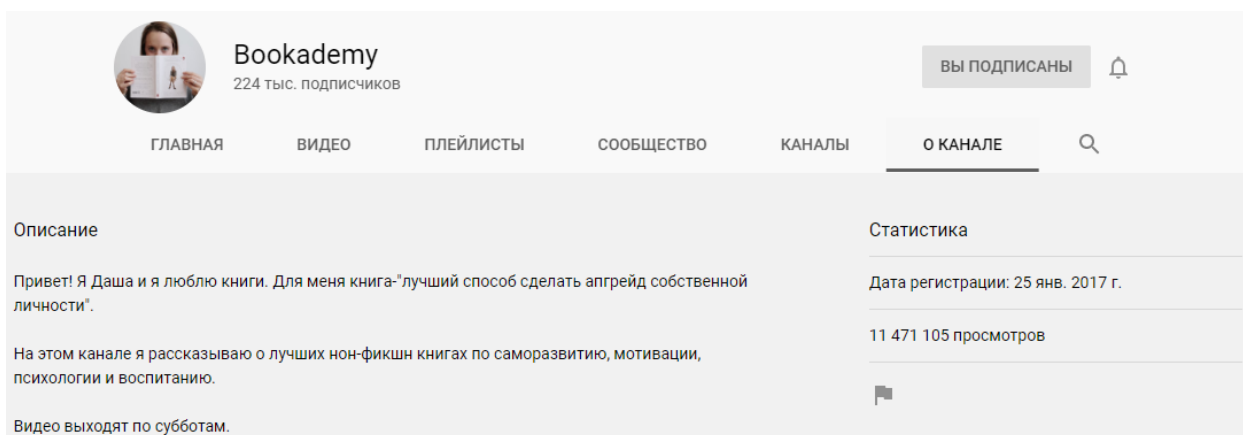 Bookademy
224 тыс. подписчиков
ВЫ ПОДПИСАНЫ
ГЛАВНАЯ ВИДЕО ПЛЕЙЛИСТЫ СООБЩЕСТВО КАНАЛЫ О КАНАЛЕ
Описание
Привет! Я Даша и я люблю книги. Для меня книга-"лучший способ сделать апгрейд собственной
личности".
На этом канале я рассказываю о лучших нон-фикшн книгах по саморазвитию, мотивации,
психологии и воспитанию.
Видео выходят по субботам.
Статистика
Дата регистрации: 25 янв. 2017 г.
11 471 105 просмотров